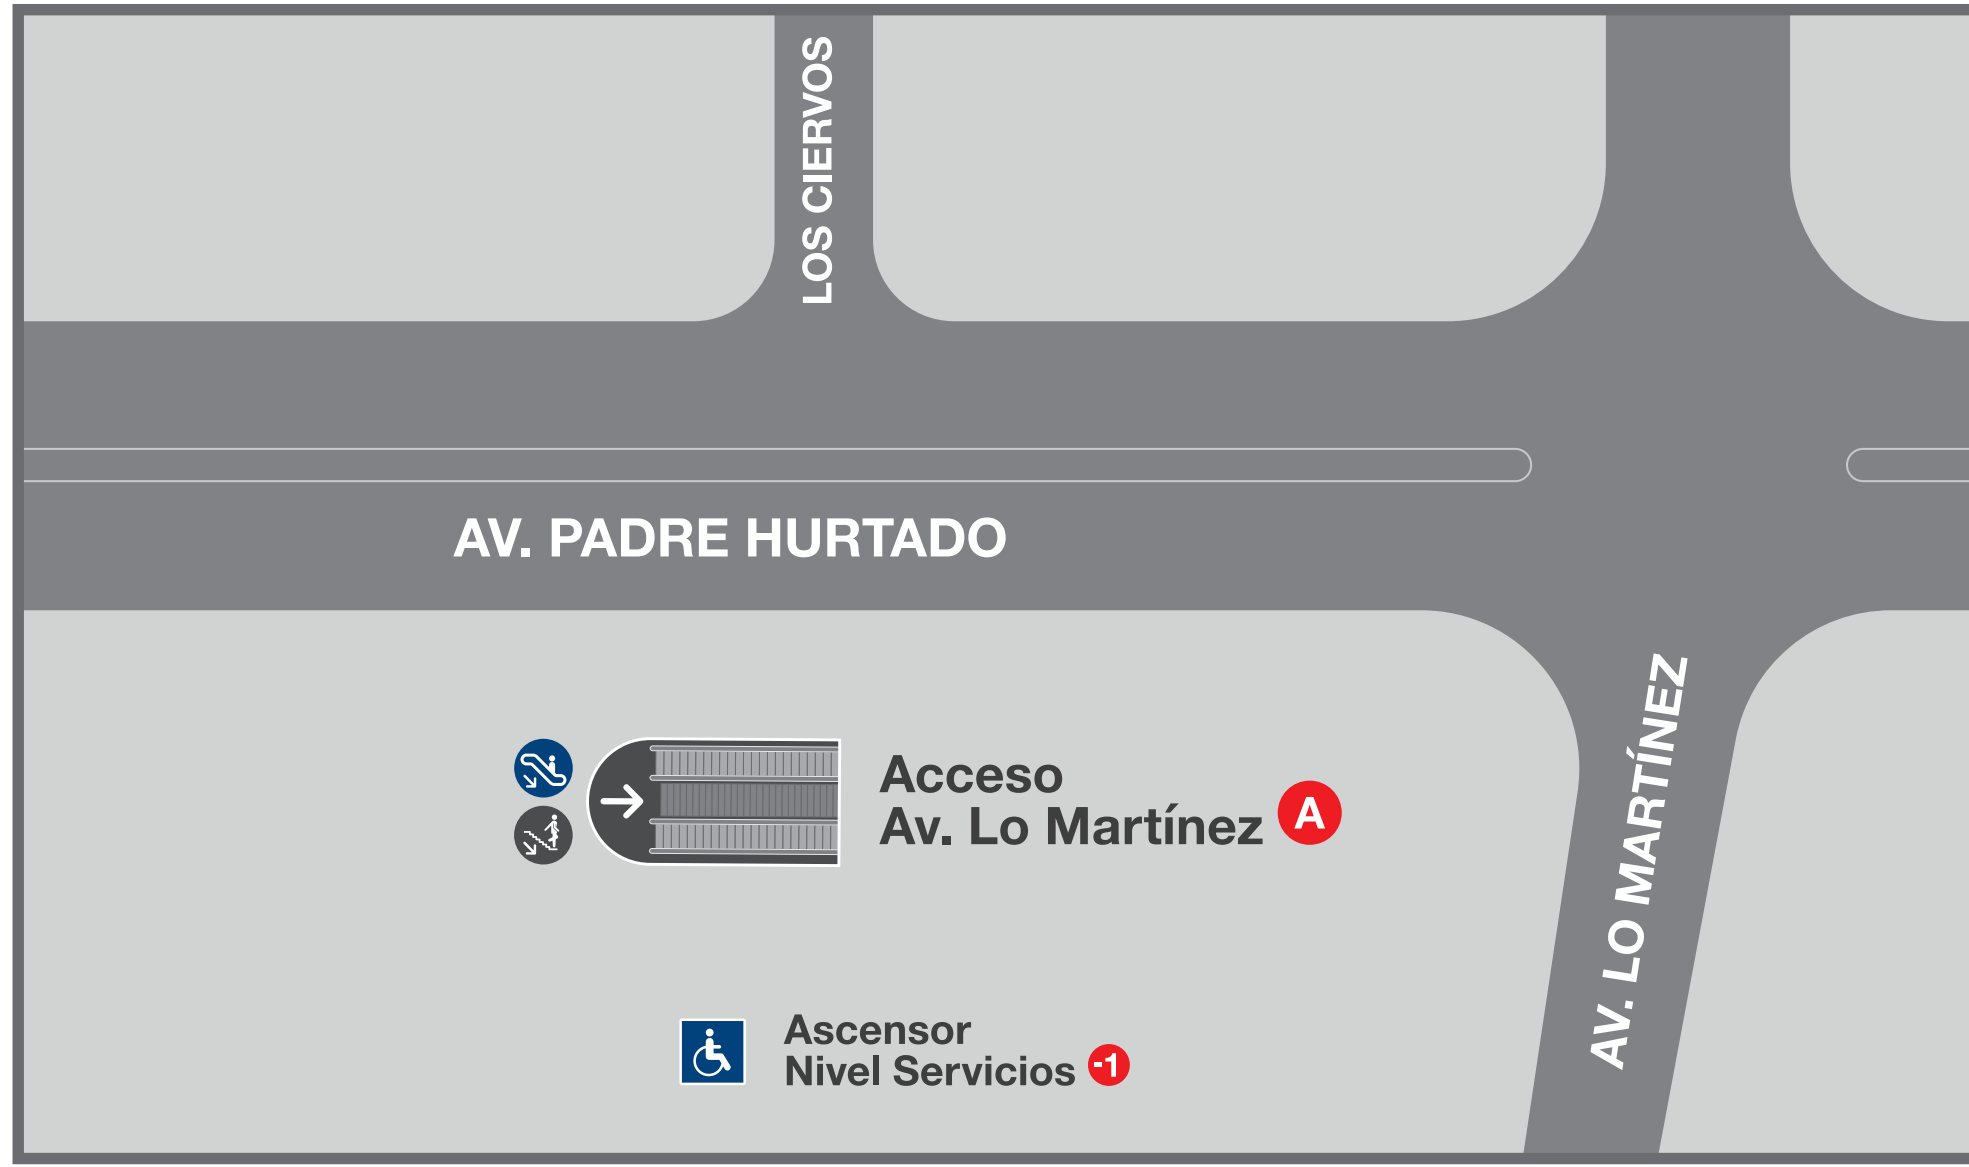 LOS CIERVOS
AV. PADRE HURTADO
AV. LO MARTÍNEZ
Acceso
Av. Lo Martínez A
Ascensor
Nivel Servicios -1